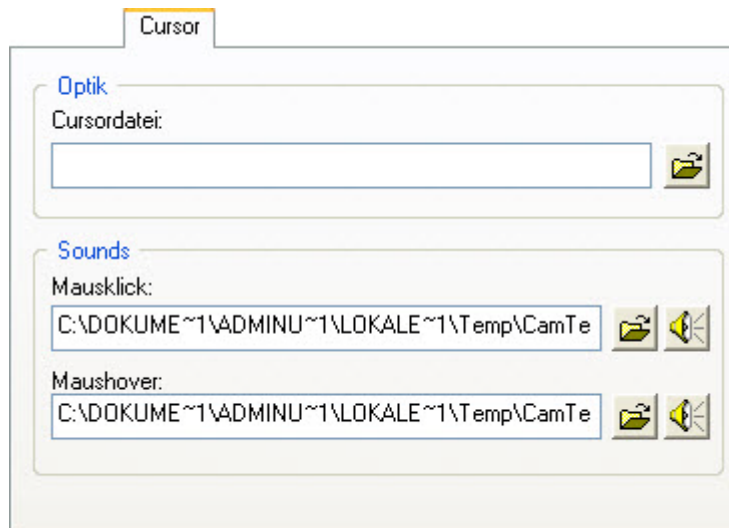 Cursor
Optik
Cursordatei:
Sounds
Mausklick:
C:\DOKUME~1\ADMINU~1\LOKALE~1\Temp\CamTe
Maushover:
C:\DOKUME~1\ADMINU~1\LOKALE~1\Temp\CamTe